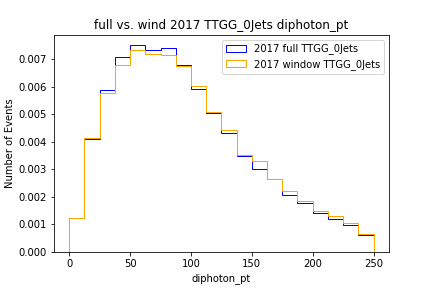 full vs. wind 2017 TTGG_0Jets diphoton_pt
2017 full TTGG_0Jets
2017 window TTGG_0Jets
Number of Events
0.007
0.006
0.005
0.004
0.003
0.002
0.001
0.000
0 50 100 150 200 250
diphoton_pt